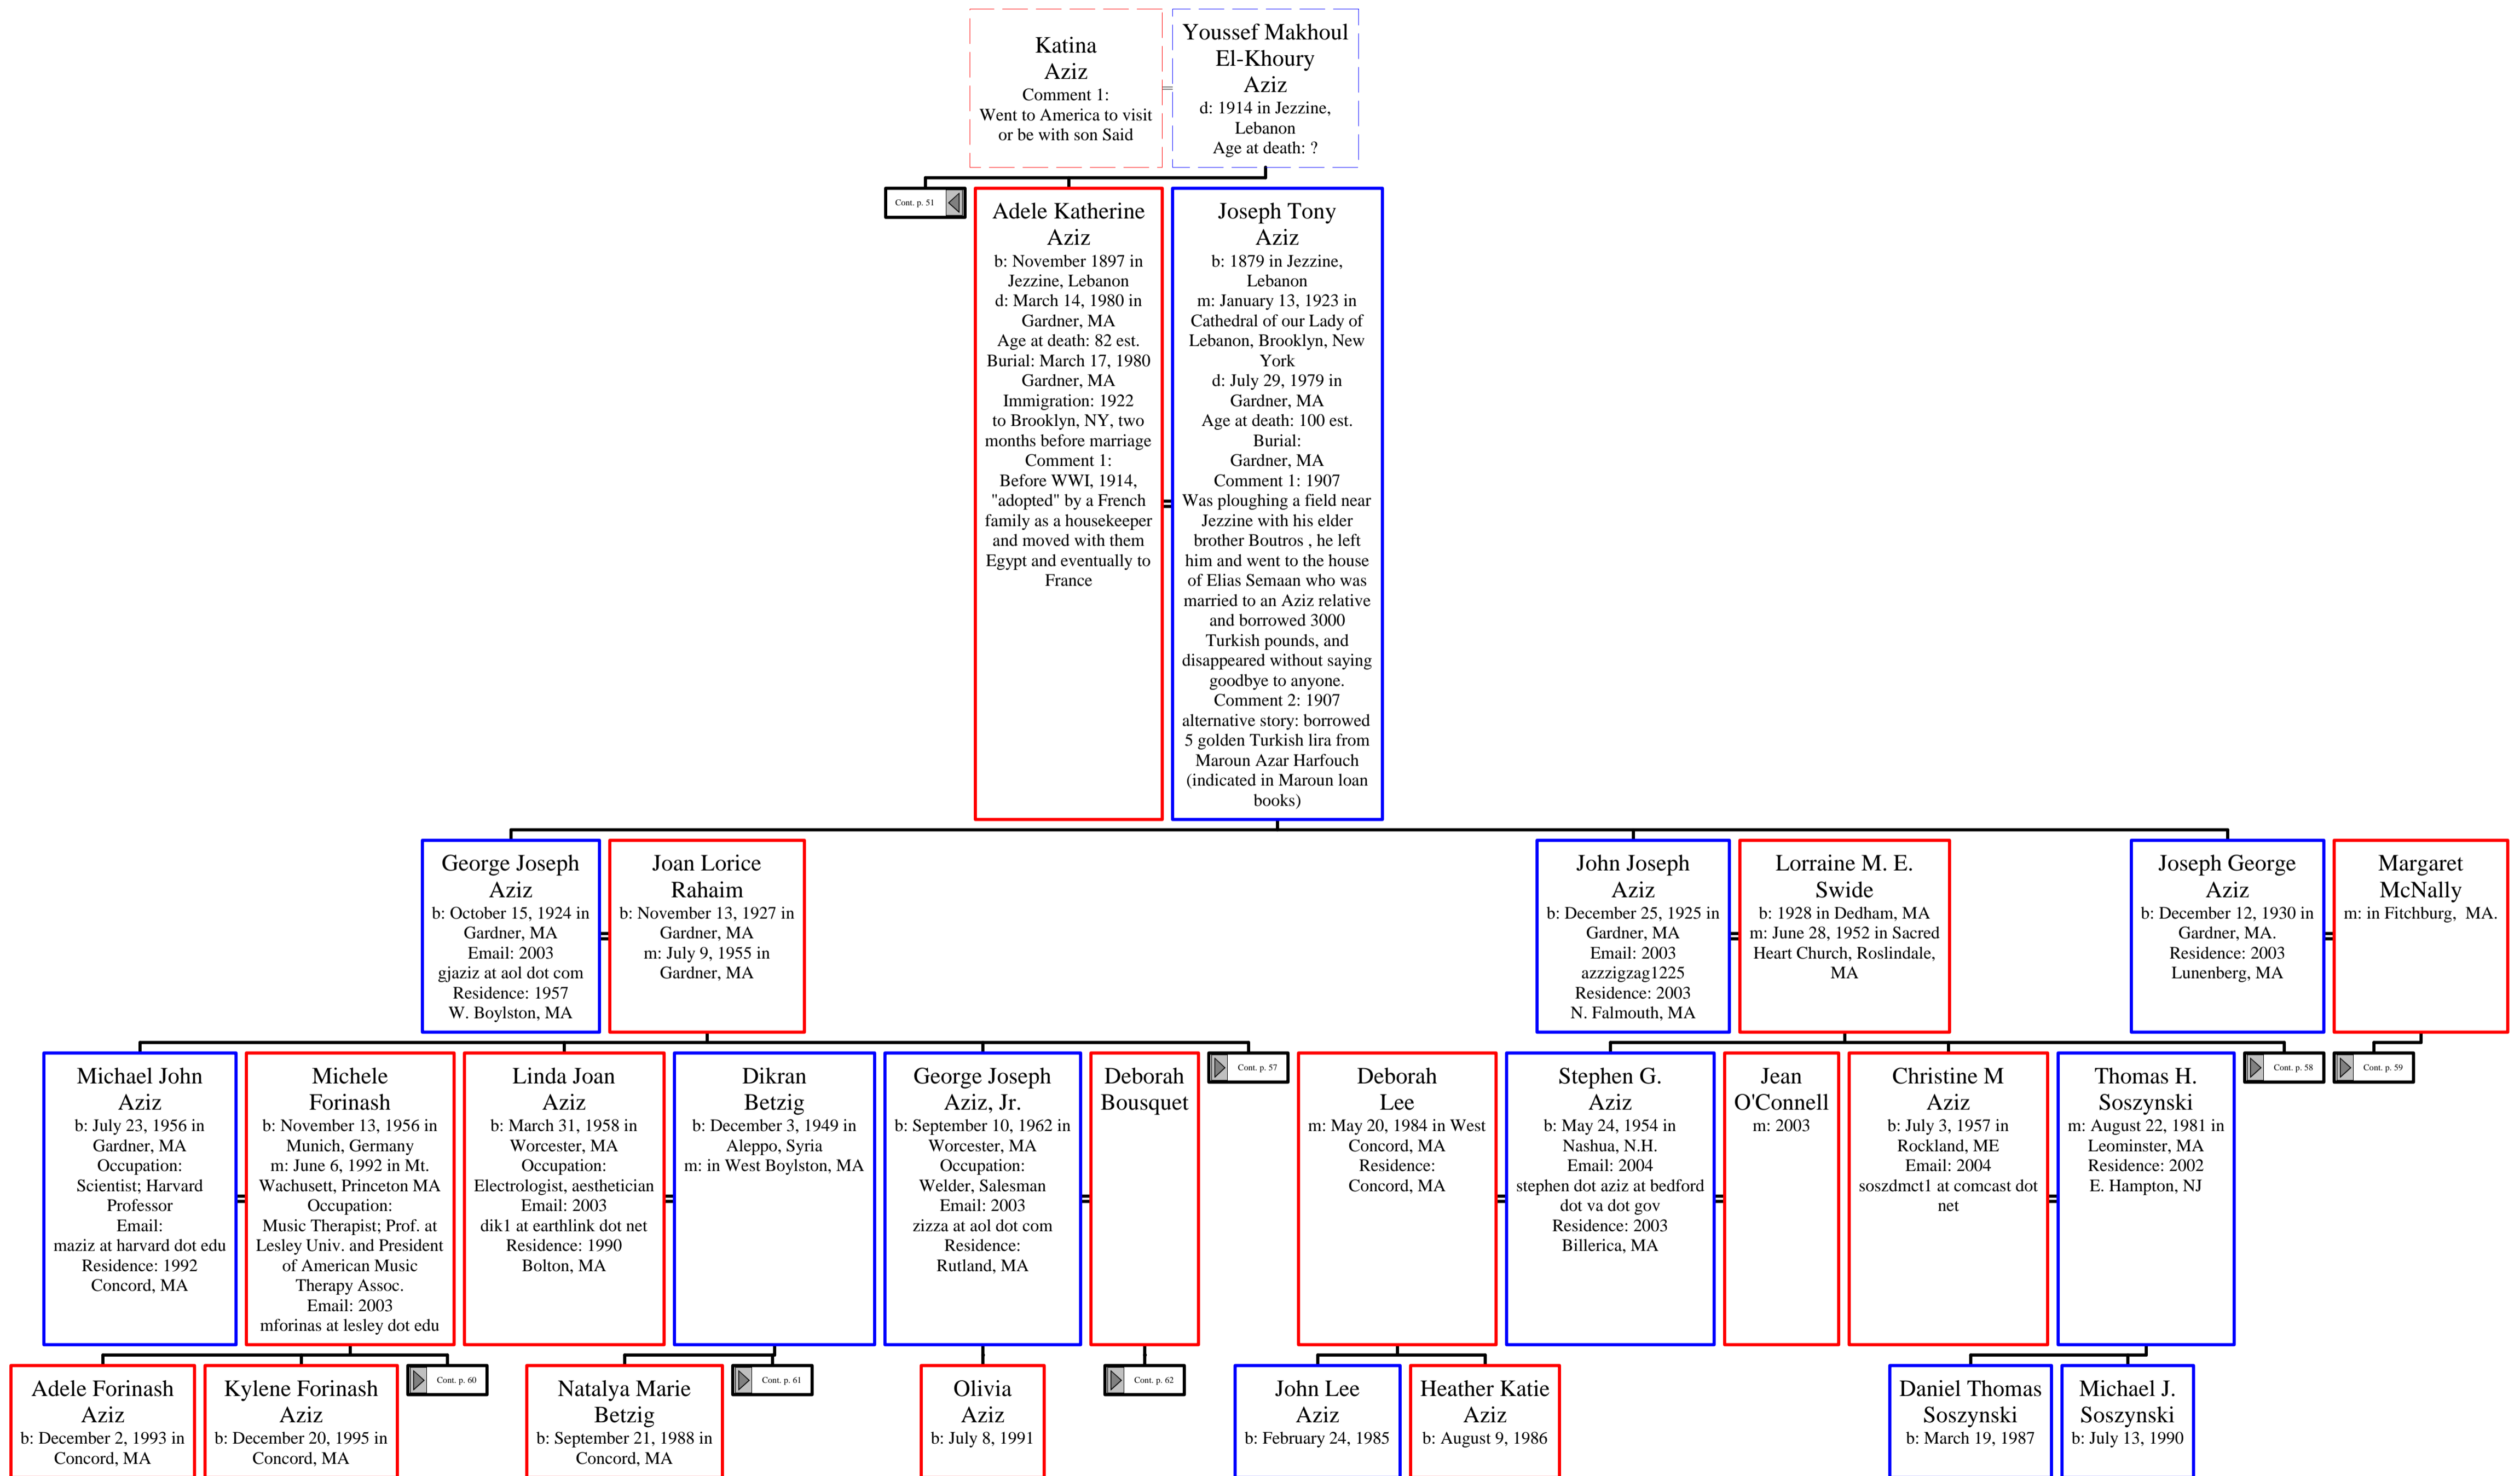 Katina
Aziz
Comment 1:
Went to America to visit
or be with son Said
Youssef Makhoul
El-Khoury
Aziz
d: 1914 in Jezzine,
Lebanon
Age at death: ?
Cont. p. 51
Adele Katherine
Aziz
b: November 1897 in
Jezzine, Lebanon
d: March 14, 1980 in
Gardner, MA
Age at death: 82 est.
Burial: March 17, 1980
Gardner, MA
Immigration: 1922
to Brooklyn, NY, two
months before marriage
Comment 1:
Before WWI, 1914,
"adopted" by a French
family as a housekeeper
and moved with them
Egypt and eventually to
France
Joseph Tony
Aziz
b: 1879 in Jezzine,
Lebanon
m: January 13, 1923 in
Cathedral of our Lady of
Lebanon, Brooklyn, New
York
d: July 29, 1979 in
Gardner, MA
Age at death: 100 est.
Burial:
Gardner, MA
Comment 1: 1907
Was ploughing a field near
Jezzine with his elder
brother Boutros , he left
him and went to the house
of Elias Semaan who was
married to an Aziz relative
and borrowed 3000
Turkish pounds, and
disappeared without saying
goodbye to anyone.
Comment 2: 1907
alternative story: borrowed
5 golden Turkish lira from
Maroun Azar Harfouch
(indicated in Maroun loan
books)
George Joseph
Aziz
b: October 15, 1924 in
Gardner, MA
Email: 2003
gjaziz at aol dot com
Residence: 1957
W. Boylston, MA
Joan Lorice
Rahaim
b: November 13, 1927 in
Gardner, MA
m: July 9, 1955 in
Gardner, MA
John Joseph
Aziz
b: December 25, 1925 in
Gardner, MA
Email: 2003
azzzigzag1225
Residence: 2003
N. Falmouth, MA
Lorraine M. E.
Swide
b: 1928 in Dedham, MA
m: June 28, 1952 in Sacred
Heart Church, Roslindale,
MA
Joseph George
Aziz
b: December 12, 1930 in
Gardner, MA.
Residence: 2003
Lunenberg, MA
Margaret
McNally
m: in Fitchburg, MA.
Michael John
Aziz
b: July 23, 1956 in
Gardner, MA
Occupation:
Scientist; Harvard
Professor
Email:
maziz at harvard dot edu
Residence: 1992
Concord, MA
Michele
Forinash
b: November 13, 1956 in
Munich, Germany
m: June 6, 1992 in Mt.
Wachusett, Princeton MA
Occupation:
Music Therapist; Prof. at
Lesley Univ. and President
of American Music
Therapy Assoc.
Email: 2003
mforinas at lesley dot edu
Linda Joan
Aziz
b: March 31, 1958 in
Worcester, MA
Occupation:
Electrologist, aesthetician
Email: 2003
dik1 at earthlink dot net
Residence: 1990
Bolton, MA
Dikran
Betzig
b: December 3, 1949 in
Aleppo, Syria
m: in West Boylston, MA
George Joseph
Aziz, Jr.
b: September 10, 1962 in
Worcester, MA
Occupation:
Welder, Salesman
Email: 2003
zizza at aol dot com
Residence:
Rutland, MA
Deborah
Bousquet
Cont. p. 57
Deborah
Lee
m: May 20, 1984 in West
Concord, MA
Residence:
Concord, MA
Stephen G.
Aziz
b: May 24, 1954 in
Nashua, N.H.
Email: 2004
stephen dot aziz at bedford
dot va dot gov
Residence: 2003
Billerica, MA
Jean
O'Connell
m: 2003
Christine M
Aziz
b: July 3, 1957 in
Rockland, ME
Email: 2004
soszdmct1 at comcast dot
net
Thomas H.
Soszynski
m: August 22, 1981 in
Leominster, MA
Residence: 2002
E. Hampton, NJ
Cont. p. 58
Cont. p. 59
Adele Forinash
Aziz
b: December 2, 1993 in
Concord, MA
Kylene Forinash
Aziz
b: December 20, 1995 in
Concord, MA
Cont. p. 60
Natalya Marie
Betzig
b: September 21, 1988 in
Concord, MA
Cont. p. 61
Olivia
Aziz
b: July 8, 1991
Cont. p. 62
John Lee
Aziz
b: February 24, 1985
Heather Katie
Aziz
b: August 9, 1986
Daniel Thomas
Soszynski
b: March 19, 1987
Michael J.
Soszynski
b: July 13, 1990